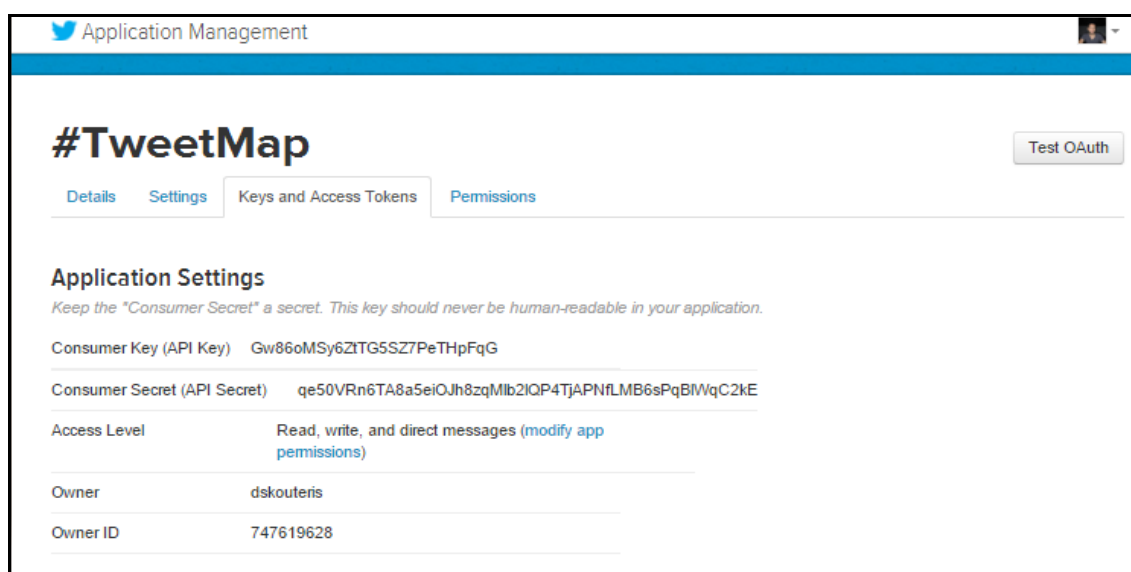 Application Management
#TweetMap
Test OAuth
Details Settings Keys and Access Tokens Permissions
Application Settings
Keep the "Consumer Secret" a secret. This key should never be human-readable in your application.
Consumer Key (API Key) Gw86oMSy6ZtTG5SZ7PeTHpFqG
Consumer Secret (API Secret)
Access Level Read, write, and direct messages (modify app
permissions)
Owner dskouteris
Owner ID 747619628